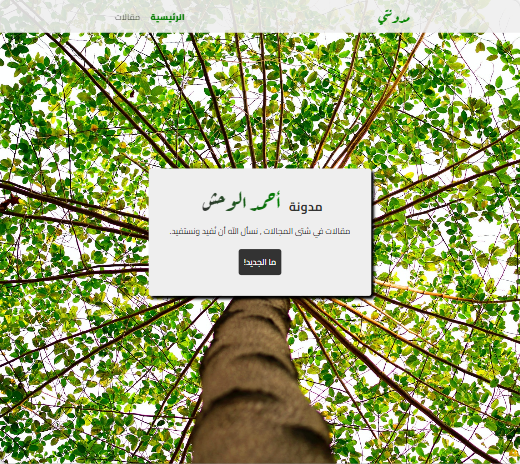 مدونتي
الرئيسية مقالات
مدونة أحمد الوحش
مقالات في شتى المجالات , نسأل الله أن نُفيد ونستفيد.
ما الجديد!